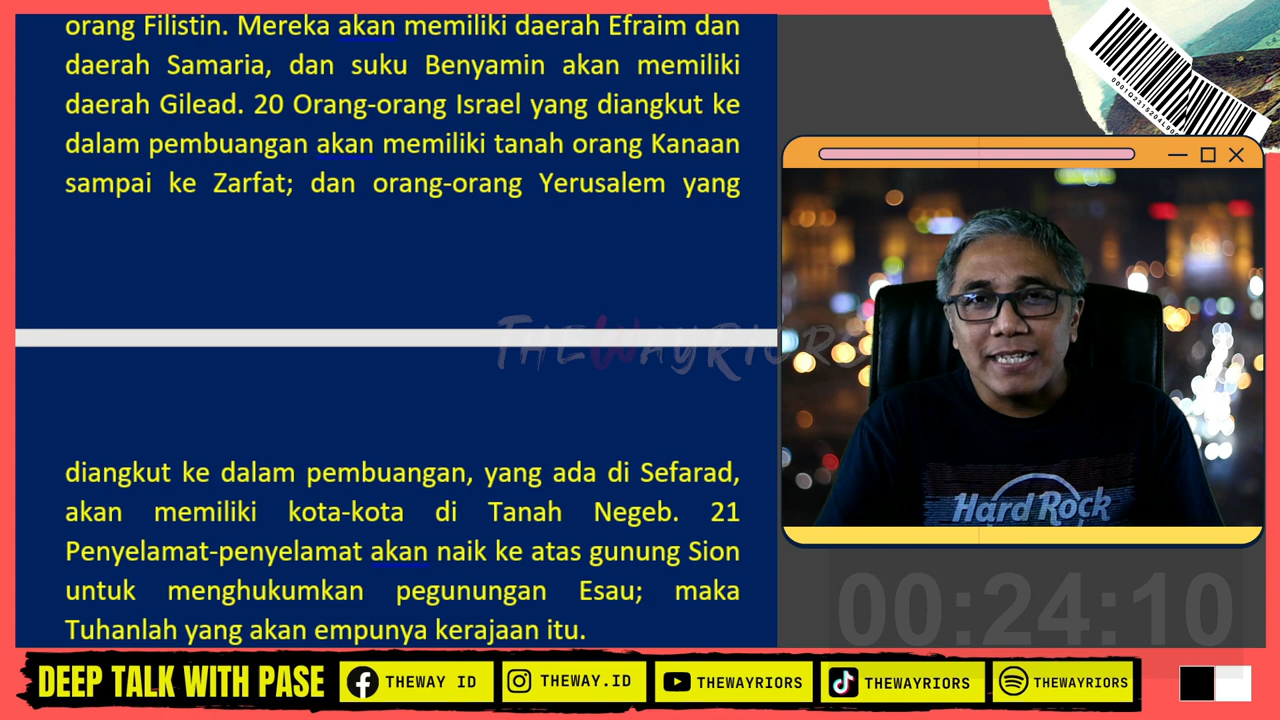 orang Filistin. Mereka akan memiliki daerah Efraim dan
daerah Samaria, dan suku Benyamin akan memiliki
daerah Gilead. 20 Orang-orang Israel yang diangkut ke
dalam pembuangan akan memiliki tanah orang Kanaan
sampai ke Zarfat; dan orang-orang Yerusalem yang
diangkut ke dalam pembuangan, yang ada di Sefarad,
akan memiliki kota-kota di Tanah Negeb. 21
Penyelamat-penyelamat akan naik ke atas gunung Sion
untuk menghukumkan pegunungan Esau; maka
Tuhanlah yang akan empunya kerajaan itu.
THEWAYRIORS
Hard Rock
00:24:10
DEEP TALK WITH PASE
THEWAY ID
THEWAY.ID
THEWAYRIORS
THEWAYRIORS
THEWAYRIORS